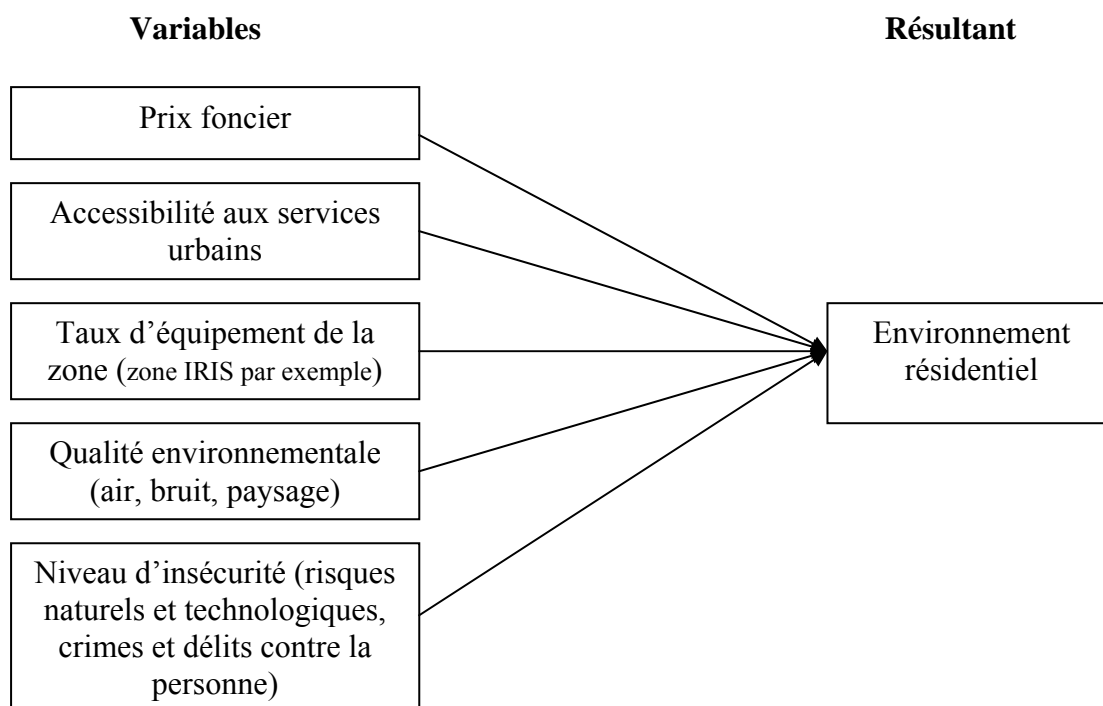 Variables
Résultant
Prix foncier
Accessibilité aux services
urbains
Taux d’équipement de la
zone (zone IRIS par exemple)
Qualité environnementale
(air, bruit, paysage)
Niveau d’insécurité (risques
naturels et technologiques,
crimes et délits contre la
personne)
Environnement
résidentiel